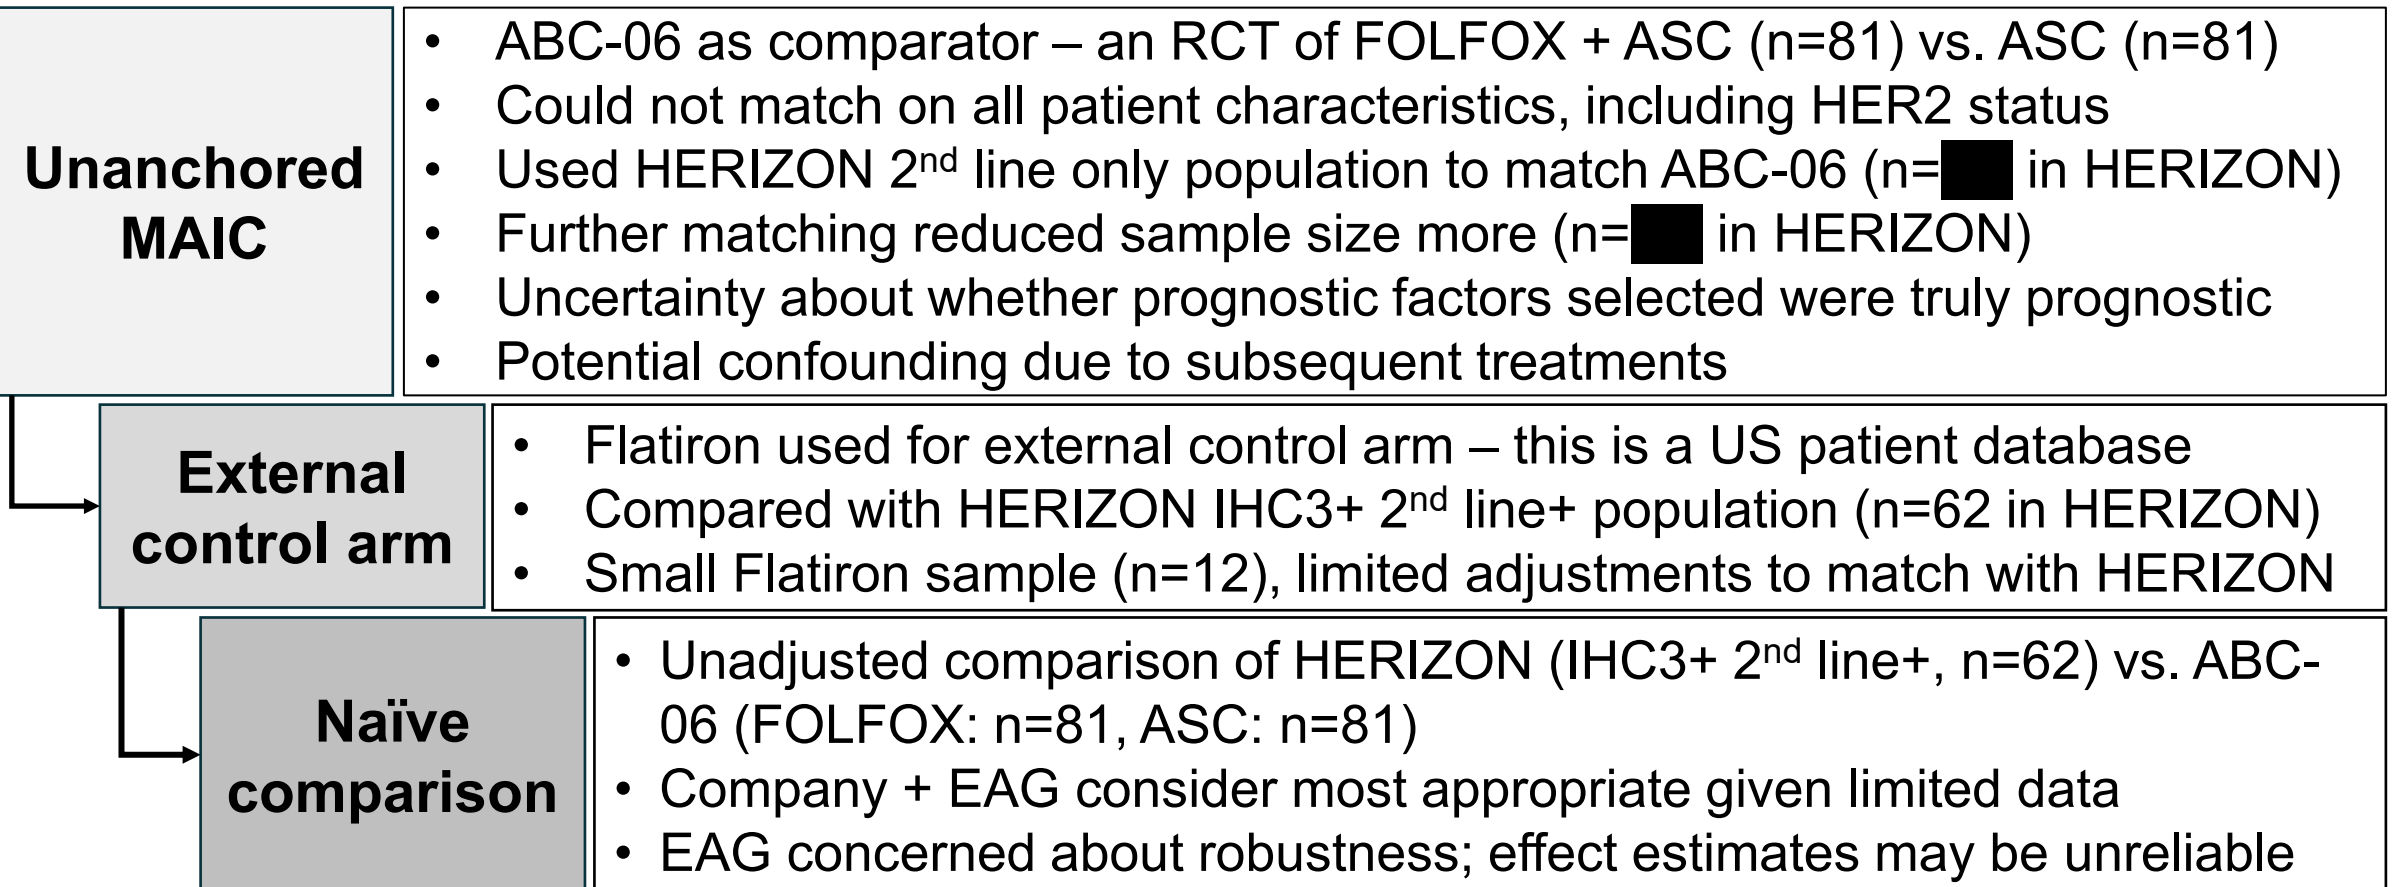 Unanchored
MAIC
• ABC-06 as comparator – an RCT of FOLFOX + ASC (n=81) vs. ASC (n=81)
• Could not match on all patient characteristics, including HER2 status
• Used HERIZON 2nd line only population to match ABC-06 (n= in HERIZON)
• Further matching reduced sample size more (n= in HERIZON)
• Uncertainty about whether prognostic factors selected were truly prognostic
• Potential confounding due to subsequent treatments
External
control arm
• Flatiron used for external control arm – this is a US patient database
• Compared with HERIZON IHC3+ 2nd line+ population (n=62 in HERIZON)
• Small Flatiron sample (n=12), limited adjustments to match with HERIZON
Naïve
comparison
• Unadjusted comparison of HERIZON (IHC3+ 2nd line+, n=62) vs. ABC-
06 (FOLFOX: n=81, ASC: n=81)
• Company + EAG consider most appropriate given limited data
• EAG concerned about robustness; effect estimates may be unreliable